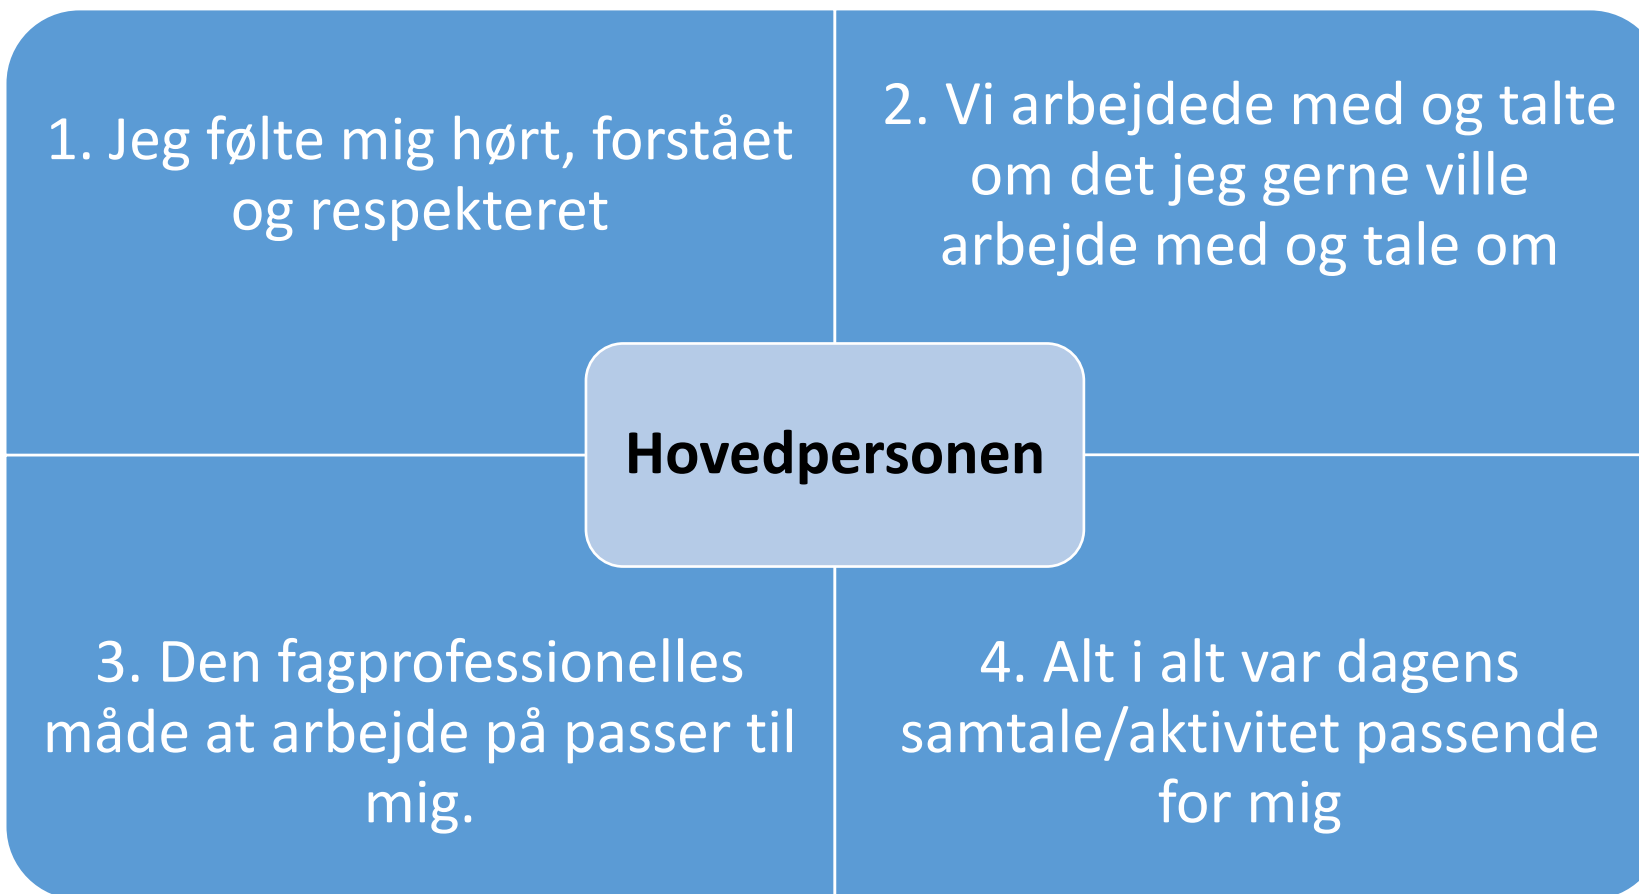 1. Jeg følte mig hørt, forstået
og respekteret
2. Vi arbejdede med og talte
om det jeg gerne ville
arbejde med og tale om
Hovedpersonen
3. Den fagprofessionelles
måde at arbejde på passer til
mig.
4. Alt i alt var dagens
samtale/aktivitet passende
for mig